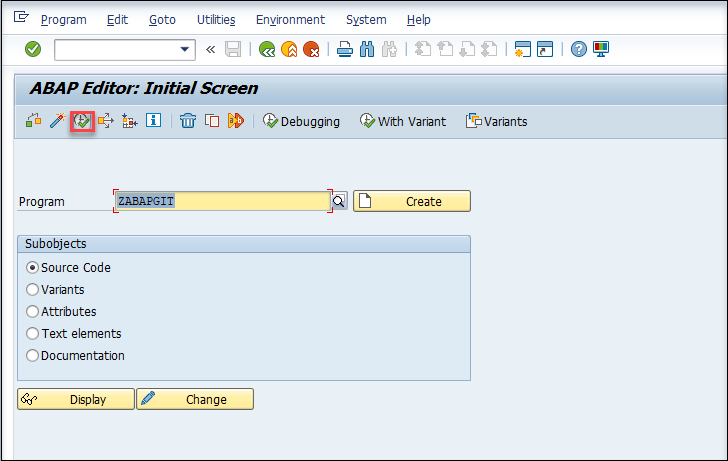 Program Edit Goto Utilities Environment System Help
ABAP Editor: Initial Screen
Debugging With Variant Variants
Program ZABAPGIT Create
Subobjects
Source Code
Variants
Attributes
Text elements
Documentation
Display Change